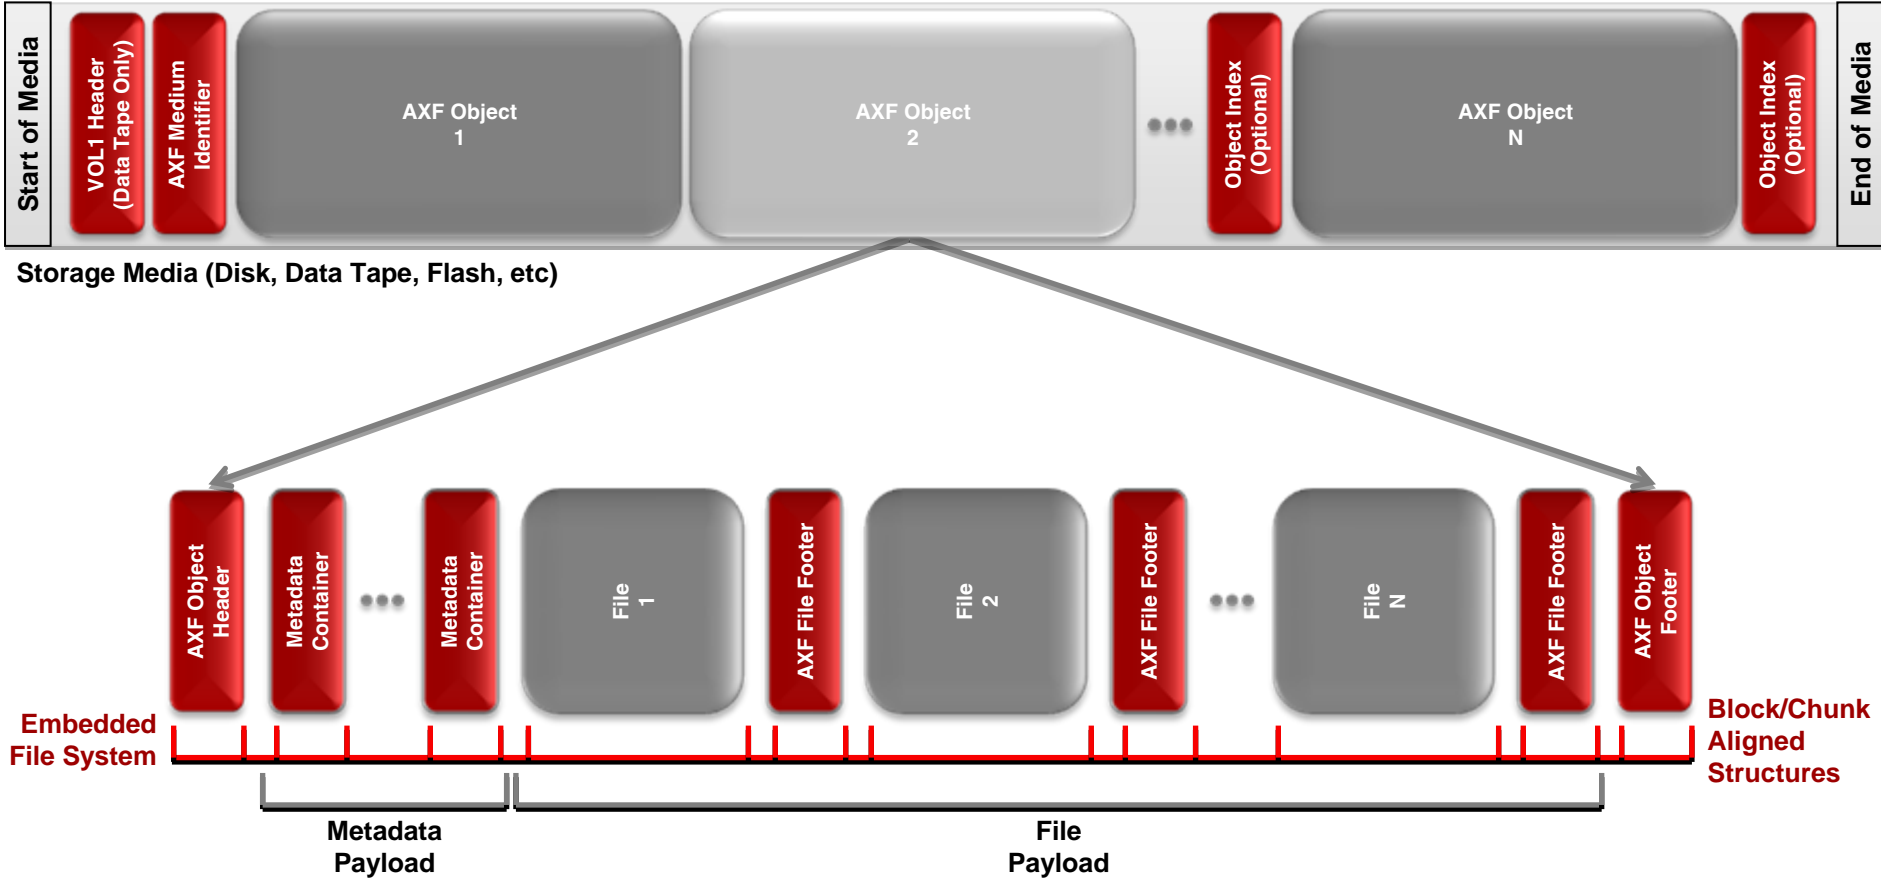 Start of Media
VOL1 Header
(Data Tape Only)
AXF Medium
Identifier
AXF Object
1
AXF Object
2
Object Index
(Optional)
AXF Object
N
Object Index
(Optional)
End of Media
Storage Media (Disk, Data Tape, Flash, etc)
AXF Object
Header
Metadata
Container
Metadata
Container
File
1
AXF File Footer
File
2
AXF File Footer
File
N
AXF File Footer
AXF Object
Footer
Embedded
File System
Block/Chunk
Aligned
Structures
Metadata
Payload
File
Payload